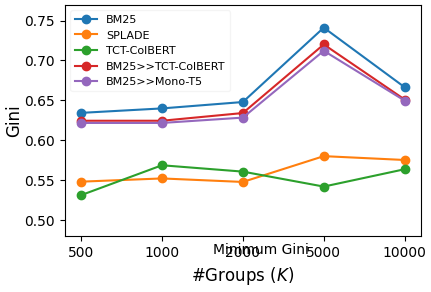 0.75
0.70
0.65
0.60
0.55
0.50
Gini
BM25
SPLADE
TCT-ColBERT
BM25>>TCT-ColBERT
BM25>>Mono-T5
Minimum Gini
500 1000 2000 5000 10000
#Groups (K)